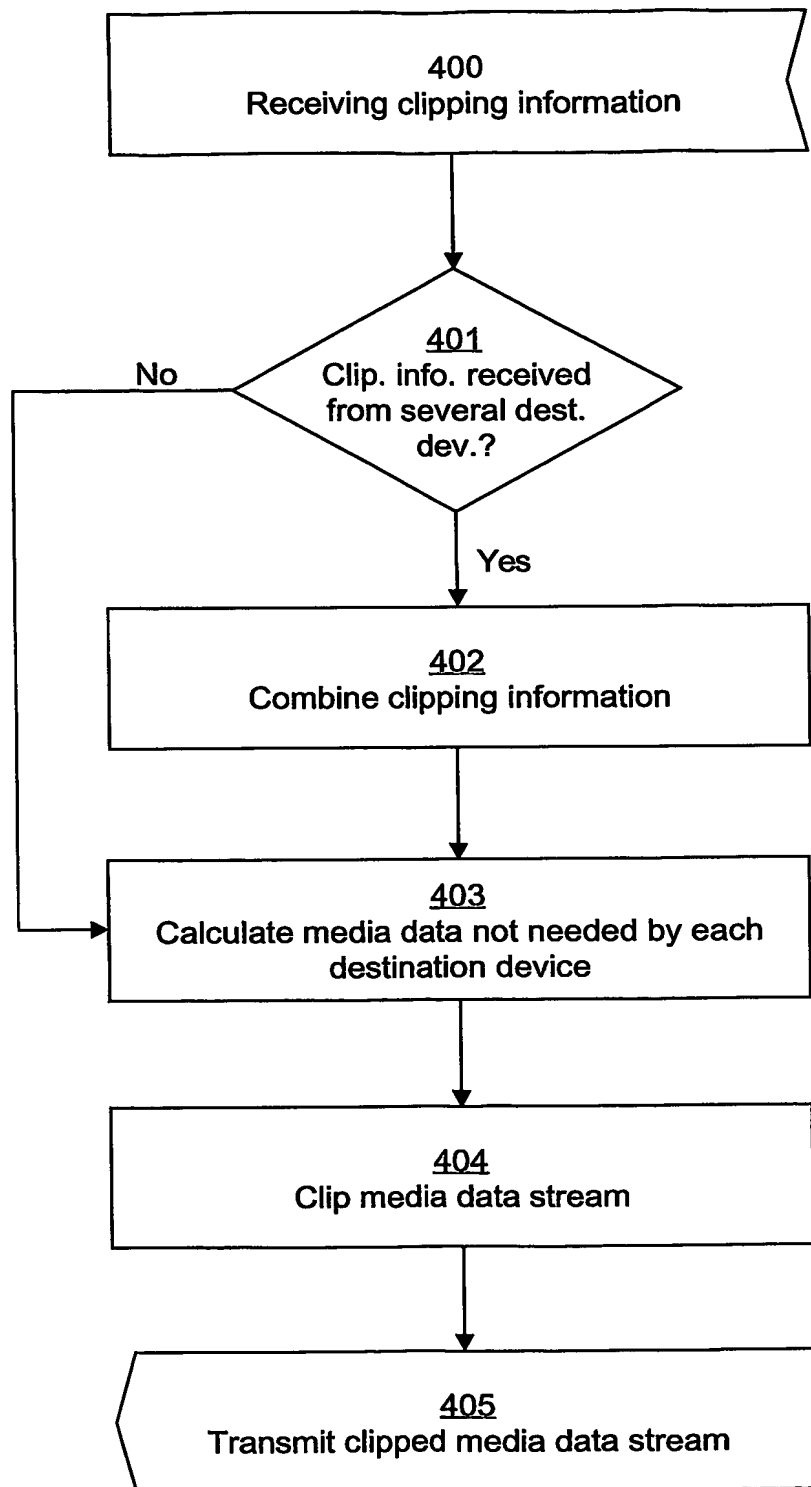 400
Receiving clipping information
401
Clip. info. received
from several dest.
dev.?
No
Yes
402
Combine clipping information
403
Calculate media data not needed by each
destination device
404
Clip media data stream
405
Transmit clipped media data stream